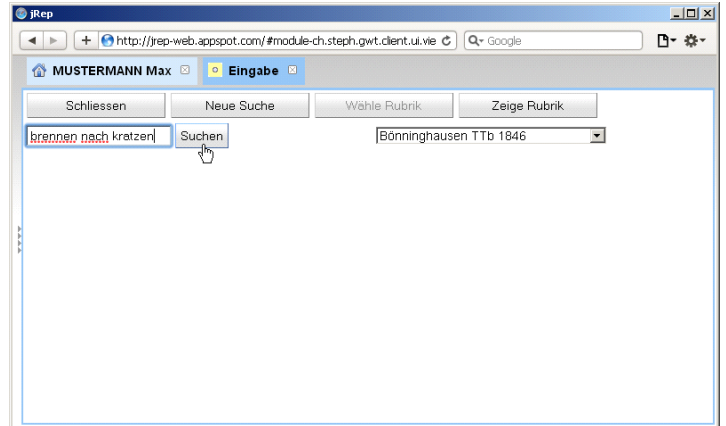 jRep
http://jrep-web.appspot.com/#module-ch.steph.gwt.client.ui.vie
Google
MUSTERMANN Max
Eingabe
Schliessen Neue Suche Wähle Rubrik Zeige Rubrik
brennen nach kratzen Suchen Bönninghausen TTb 1846